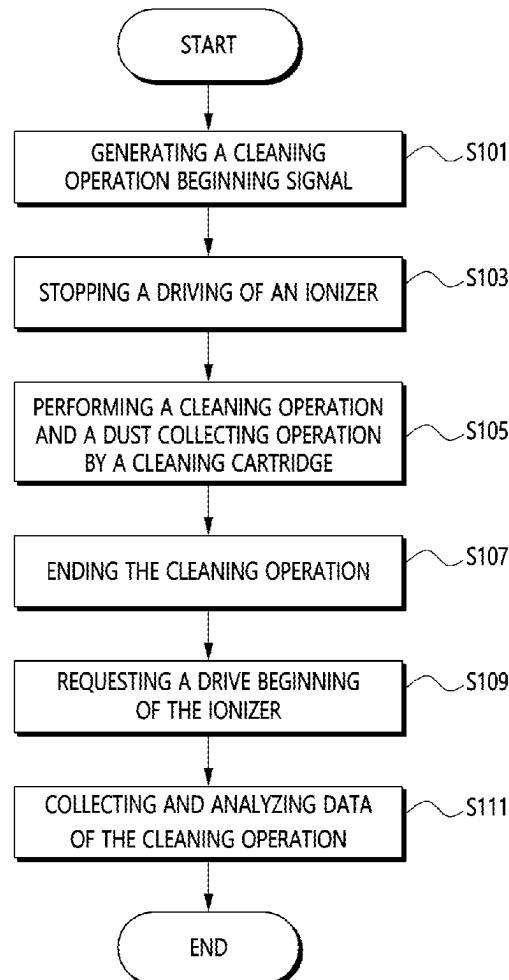 START
GENERATING A CLEANING
OPERATION BEGINNING SIGNAL
S101
STOPPING A DRIVING OF AN IONIZER
S103
PERFORMING A CLEANING OPERATION
AND A DUST COLLECTING OPERATION
BY A CLEANING CARTRIDGE
S105
ENDING THE CLEANING OPERATION
S107
REQUESTING A DRIVE BEGINNING
OF THE IONIZER
S109
COLLECTING AND ANALYZING DATA
OF THE CLEANING OPERATION
S111
END